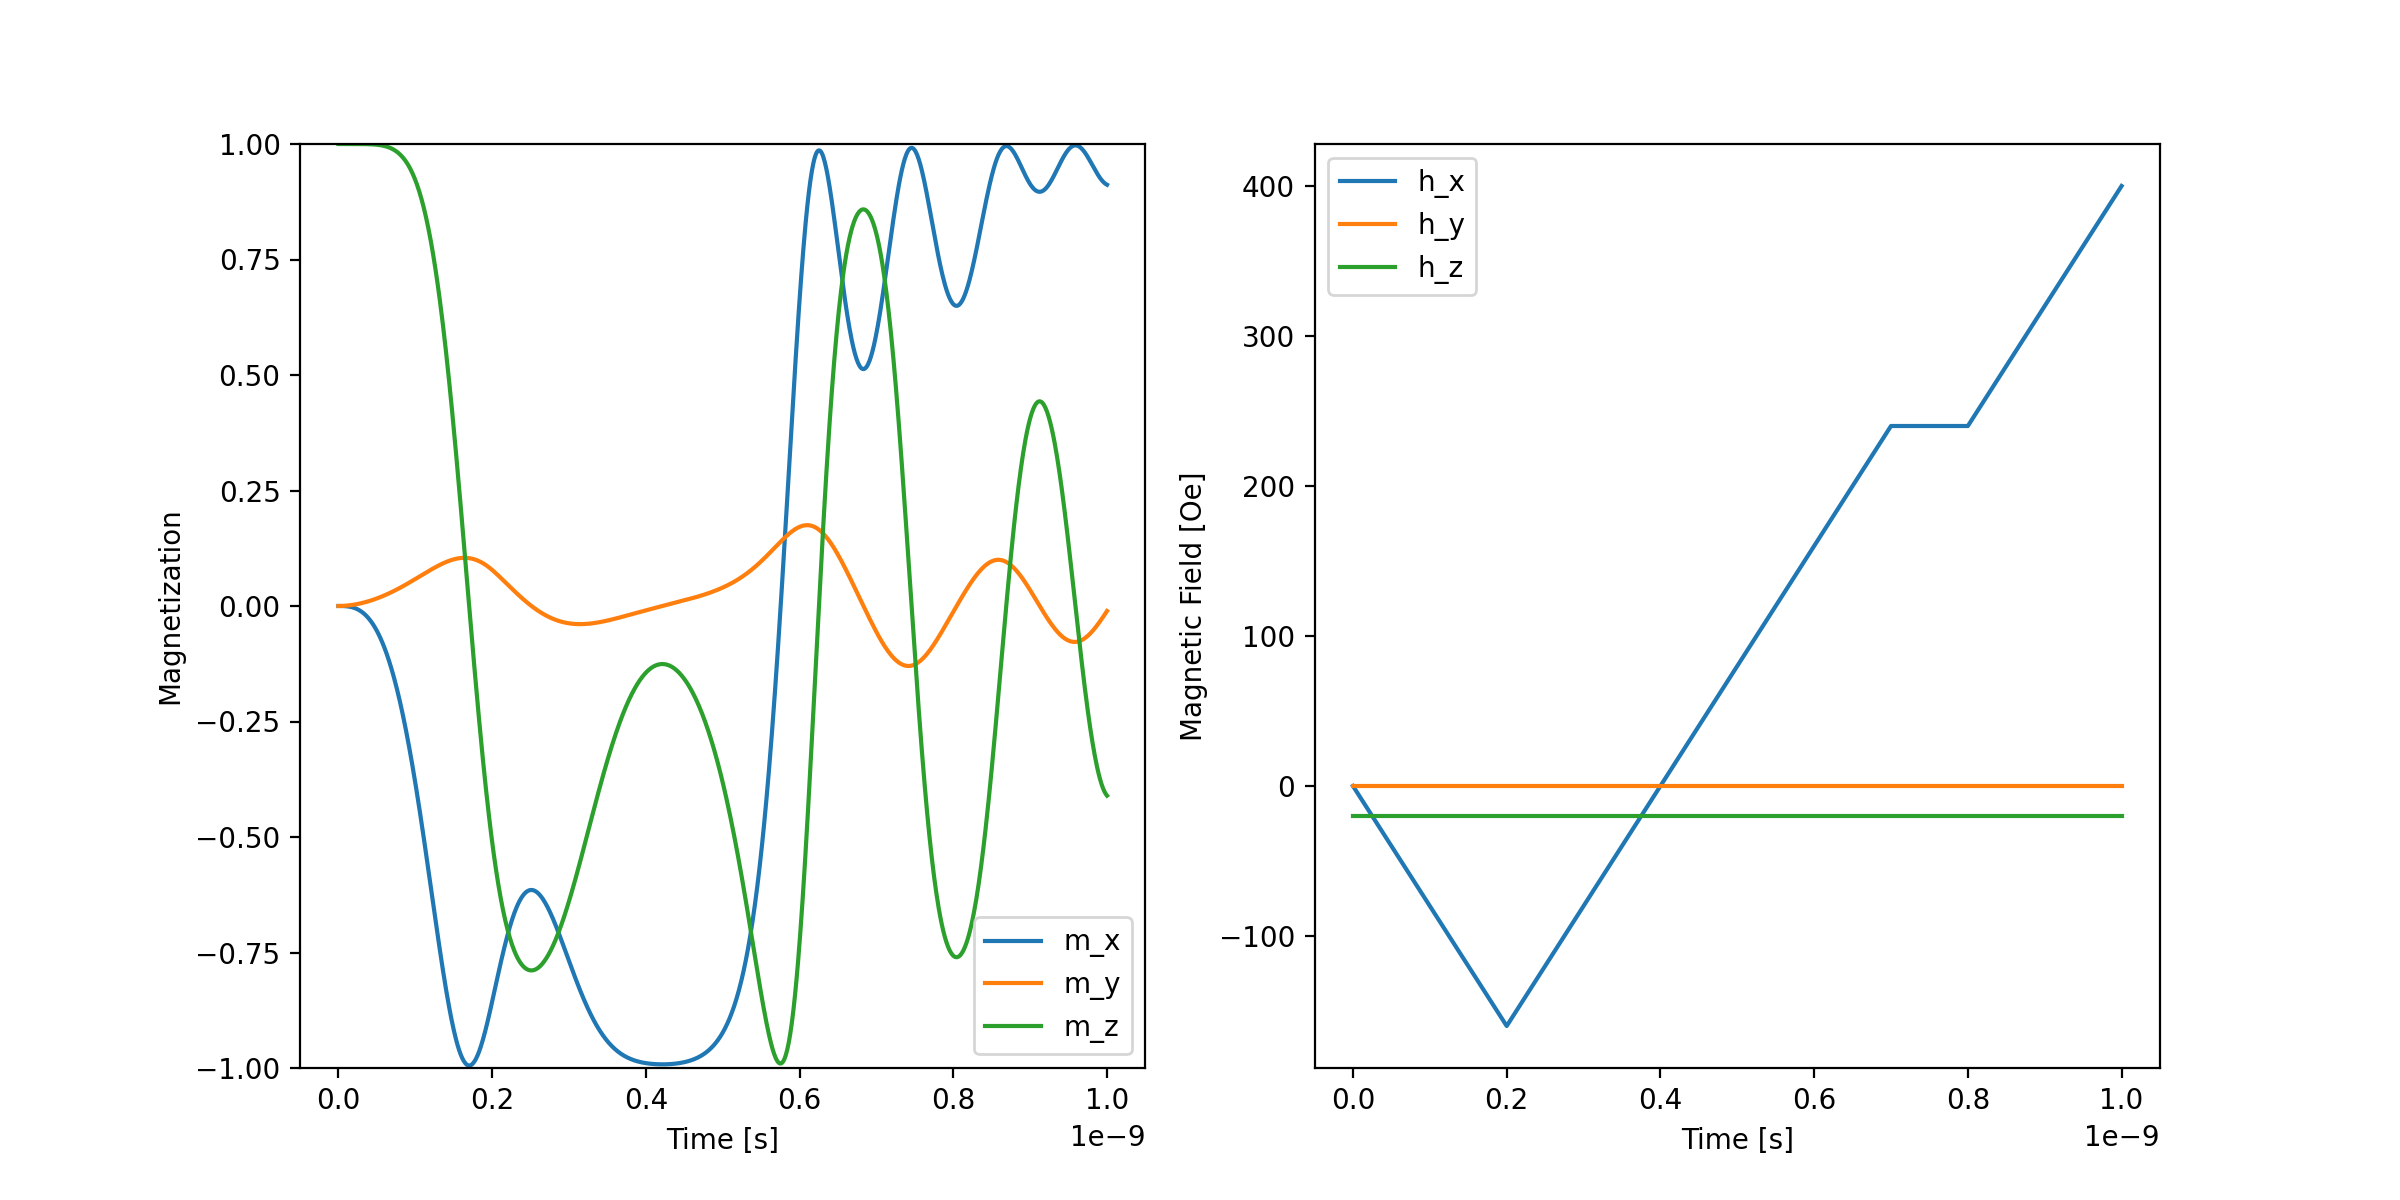 1.00
0.75
0.50
0.25
0.00
−0.25
−0.50
−0.75
−1.00
Magnetization
0.0 0.2 0.4 0.6 0.8 1.0
1e−9
Time [s]
m_x
m_y
m_z
400
300
200
100
0
−100
Magnetic Field [Oe]
0.0 0.2 0.4 0.6 0.8 1.0
1e−9
Time [s]
h_x
h_y
h_z